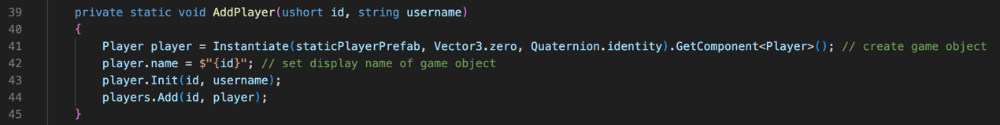 39 private static void AddPlayer(ushort id, string username)
40 {
41 Player player = Instantiate(staticPlayerPrefab, Vector3.zero, Quaternion.identity).GetComponent<Player>(); // create game object
42 player.name = $"{id}"; // set display name of game object
43 player.Init(id, username);
44 players.Add(id, player);
45 }